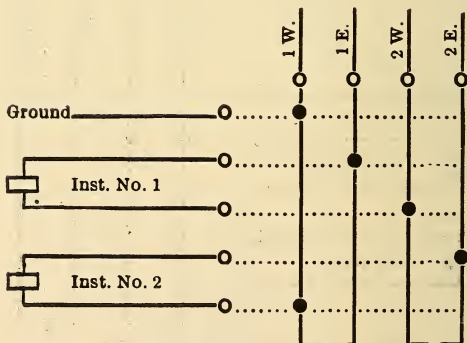 1 W. 1 E. 2 W. 2 E.
Ground
Inst. No. 1
Inst. No. 2